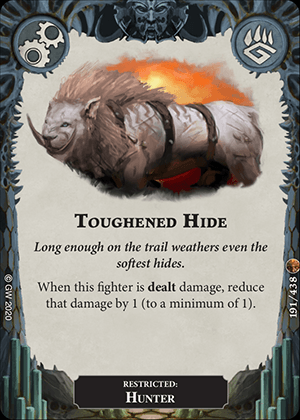 TOUGHENED HIDE
Long enough on the trail weathers even the
softest hides.
When this fighter is dealt damage, reduce
that damage by 1 (to a minimum of 1).
© GW 2020
191/438
RESTRICTED:
HUNTER